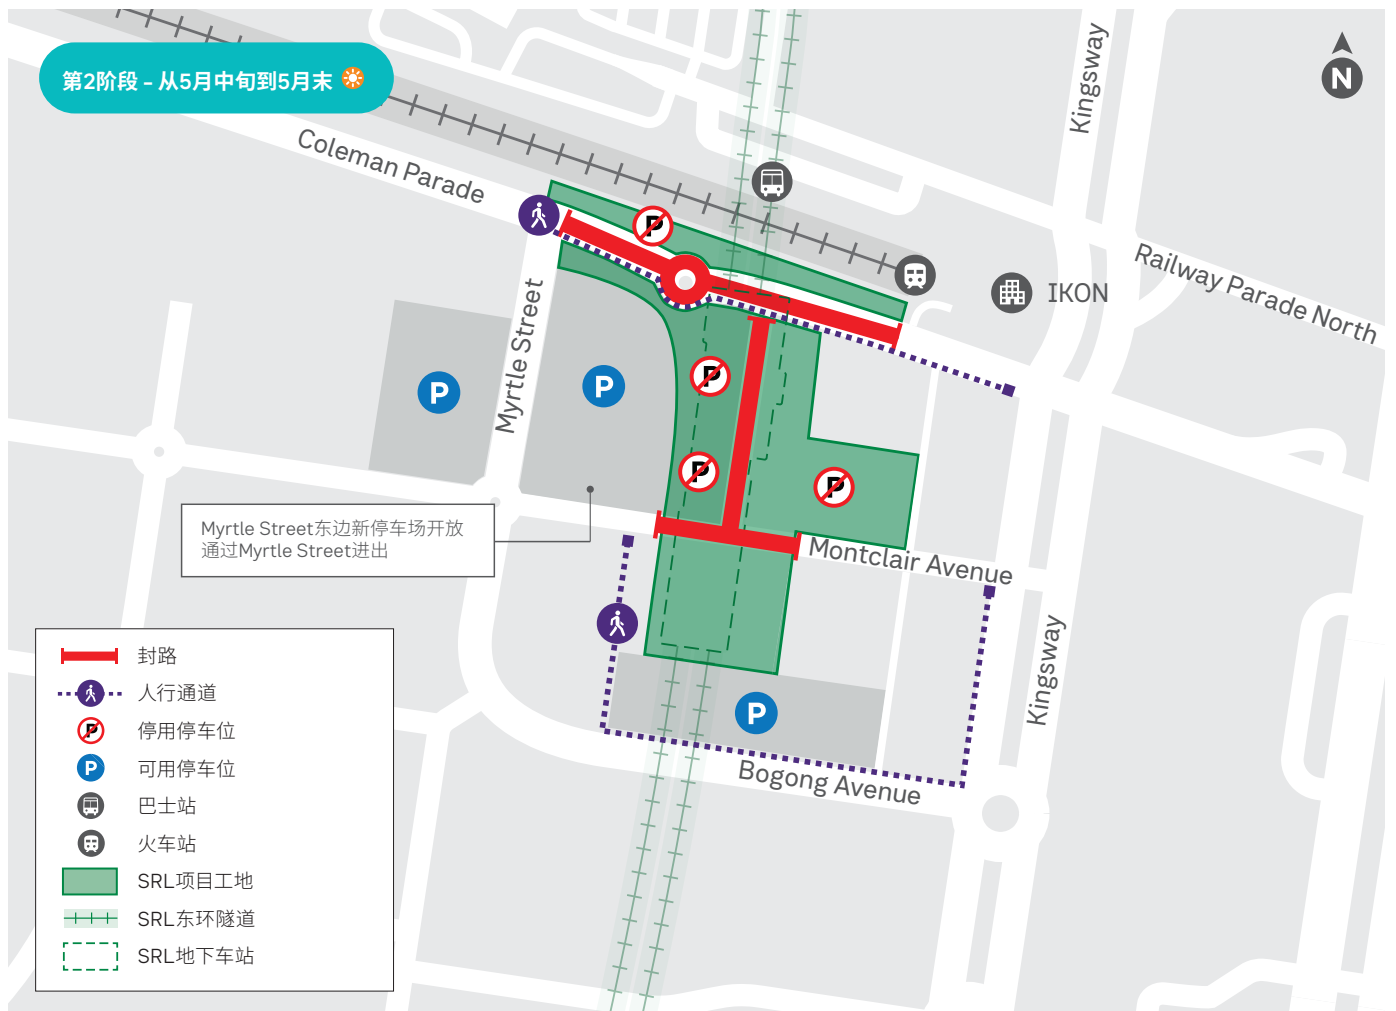 第2阶段 - 从5月中旬到5月末
N
Kingsway
Coleman Parade
P
Railway Parade North
IKON
Myrtle Street
P
P
P
P
P
Myrtle Street东边新停车场开放
通过Myrtle Street进出
Montclair Avenue
Kingsway
P
Bogong Avenue
封路
人行通道
P
停用停车位
P
可用停车位
巴士站
火车站
SRL项目工地
SRL东环隧道
SRL地下车站